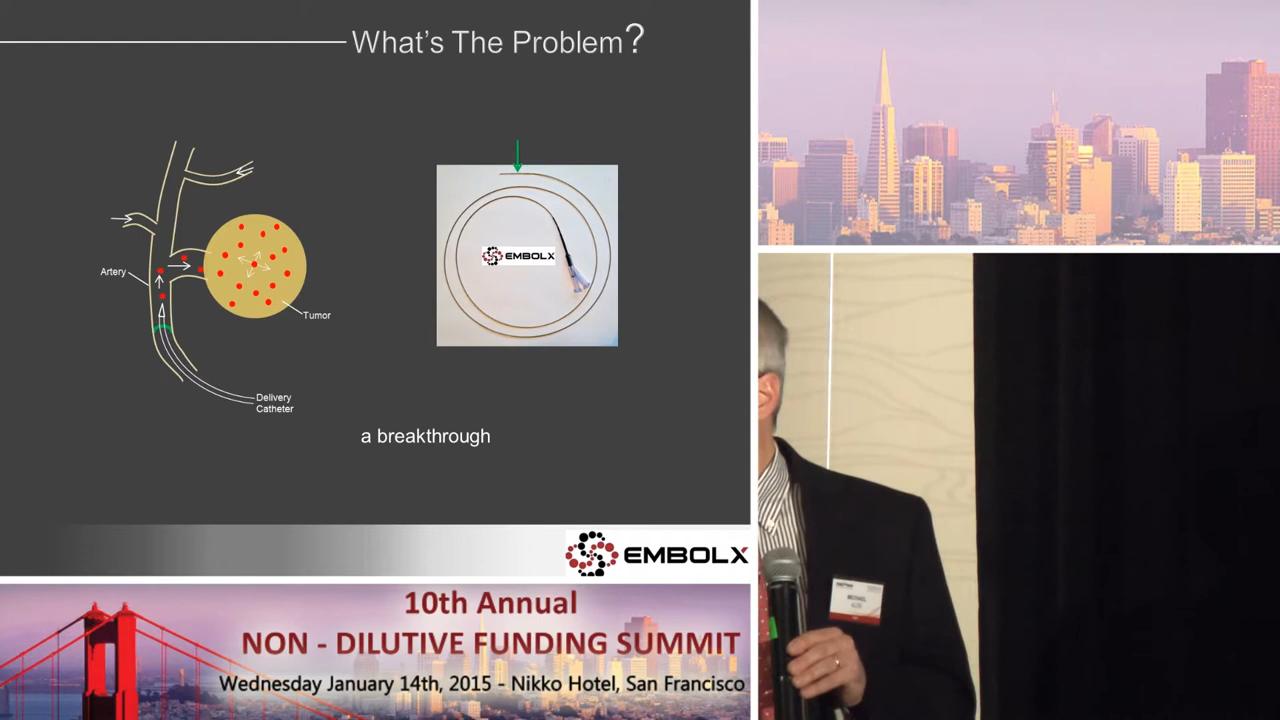 What's The Problem?
Artery
Tumor
Delivery
Catheter
EMBOLX
a breakthrough
EMBOLX
10th Annual
NON - DILUTIVE FUNDING SUMMIT
Wednesday January 14th, 2015 - Nikko Hotel, San Francisco
MICHAEL